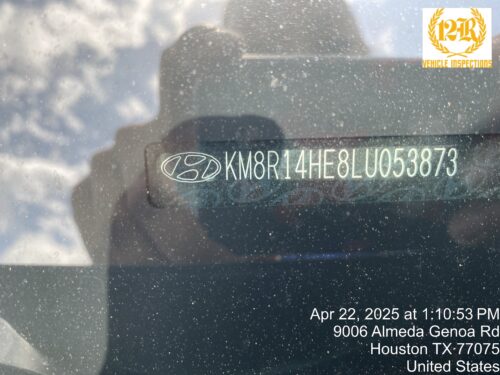 12R
VEHICLE INSPECTIONS
KM8R14HE8LU053873
Apr 22, 2025 at 1:10:53 PM
9006 Almeda Genoa Rd
Houston TX 77075
United States